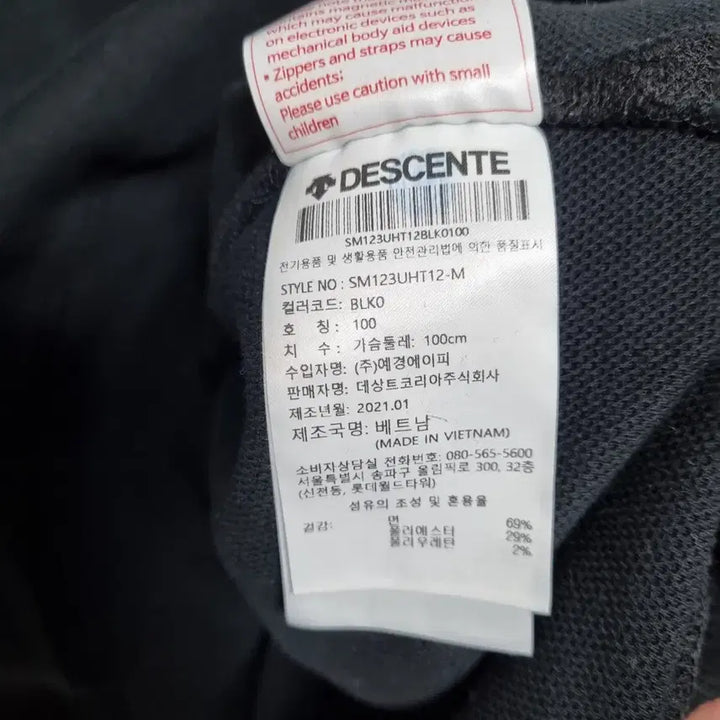 contains magnetic
which may cause malfunction
on electronic devices such as
mechanical body aid devices
• Zippers and straps may cause
accidents:
Please use caution with small
children
DESCENTE
SM123UHT12BLK0100
전기용품 및 생활용품 안전관리법에 의한 품질표시
STYLE NO : SM123UHT12-M
컬러코드: BLK0
호 칭 : 100
치 수 : 가슴둘레: 100cm
수입자명: (주)예경에이피
판매자명: 데상트코리아주식회사
제조년월: 2021.01
제조국명: 베트남
(MADE IN VIETNAM)
소비자상담실 전화번호: 080-565-5600
서울특별시 송파구 올림픽로 300, 32층
(신천동, 롯데월드타워)
섬유의 조성 및 혼용율
겉감: 면 69%
폴리에스터 29%
폴리우레탄 2%